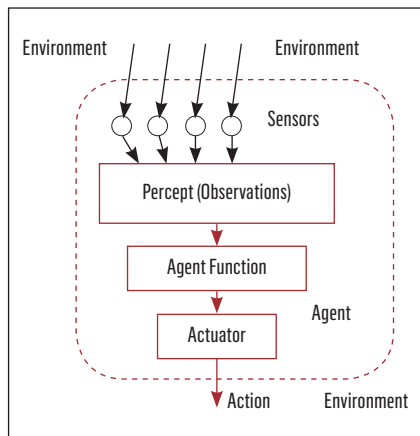 Environment
Environment
Sensors
Percept (Observations)
Agent Function
Agent
Actuator
Action
Environment